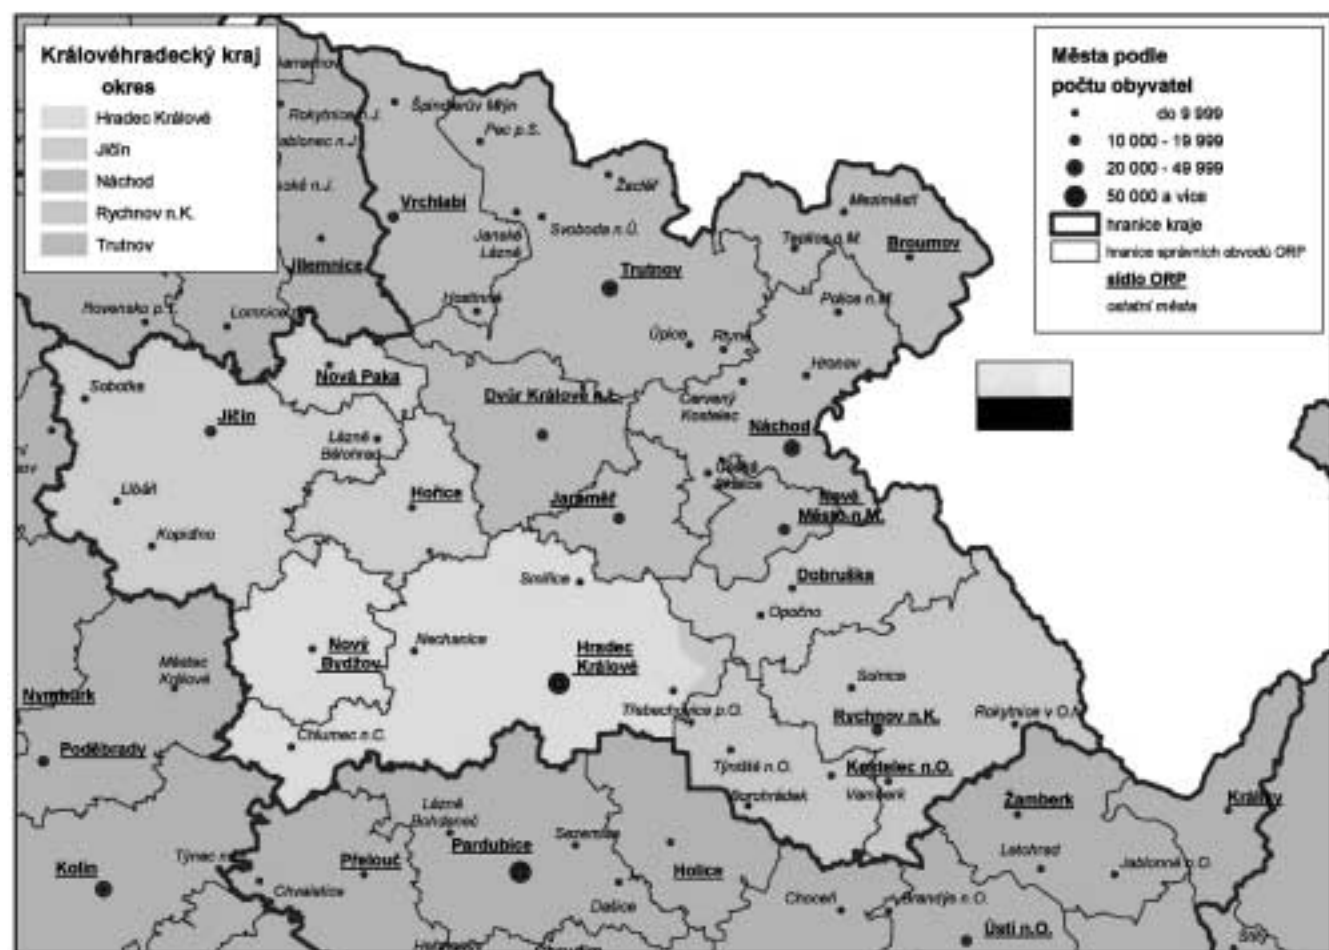 Královéhradecký kraj
okres
Hradec Králové
Jičín
Náchod
Rychnov n.K.
Trutnov
Města podle
počtu obyvatel
do 9 999
10 000 - 19 999
20 000 - 49 999
50 000 a více
hranice kraje
hranice správních obvodů ORP
sídlo ORP
ostatní města
Špindlerův Mlýn
Rokytnice n.J.
Pec p.S.
Jablonec n.J.
Žacléř
Vrchlabí
Meziměstí
Janské
Lázně
Svoboda n.Ú.
Teplice n.M.
Broumov
Jilemnice
Trutnov
Hostinné
Police n.M.
Rovensko p.T.
Lomnice
Úpice
Rtyně
Hronov
Nová Paka
Sobotka
Dvůr Králové n.L.
Červený
Kostelec
Jičín
Náchod
Lázně
Bělohrad
Česká
Skalice
Libáň
Hořice
Jaroměř
Nové
Město n.M.
Kopidlno
Smiřice
Dobruška
Opočno
Nový
Bydžov
Nechanice
Hradec
Králové
Městec
Králové
Solnice
Nymburk
Třebechovice p.O.
Rychnov n.K.
Rokytnice v O.h.
Poděbrady
Chlumec n.C.
Týniště n.O.
Kostelec n.O.
Vamberk
Borohrádek
Žamberk
Králíky
Lázně
Bohdaneč
Sezemice
Kolín
Týnec n.
Přelouč
Pardubice
Holice
Letohrad
Jablonné n.O.
Chvaletice
Dašice
Choceň
Brandýs n.O.
Ústí n.O.